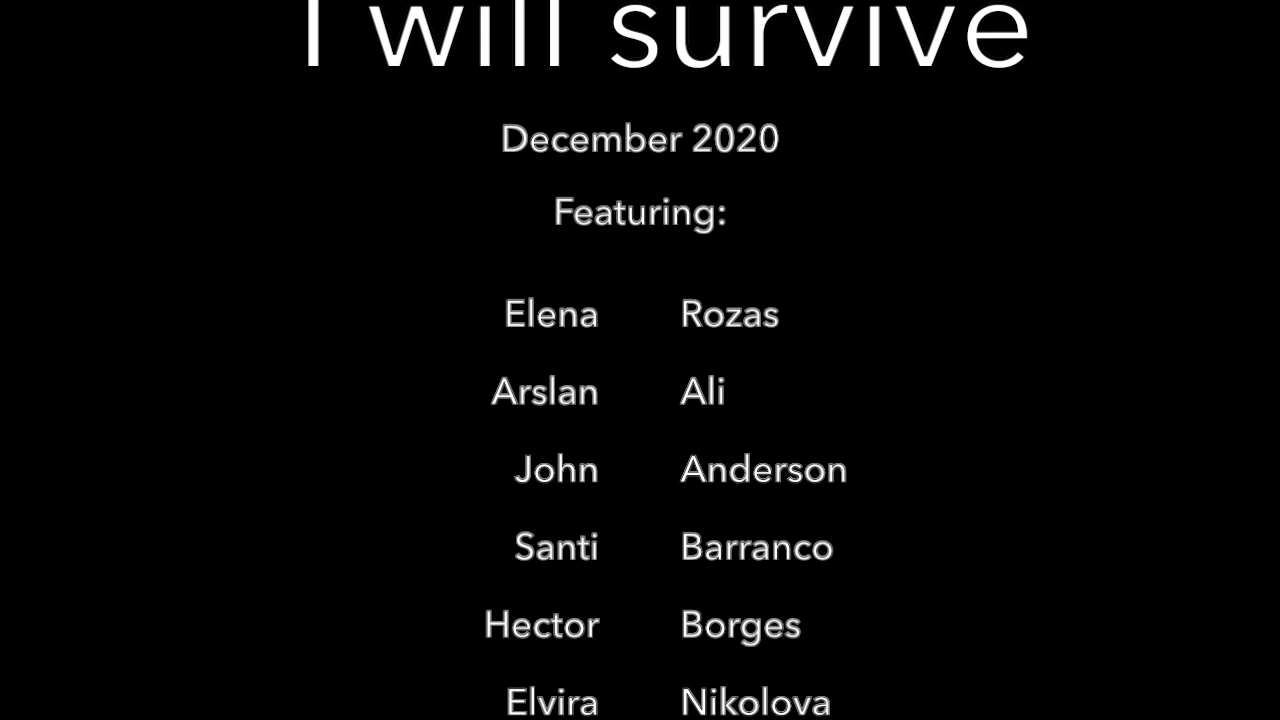 I will survive
December 2020
Featuring:
Elena Rozas
Arslan Ali
John Anderson
Santi Barranco
Hector Borges
Elvira Nikolova